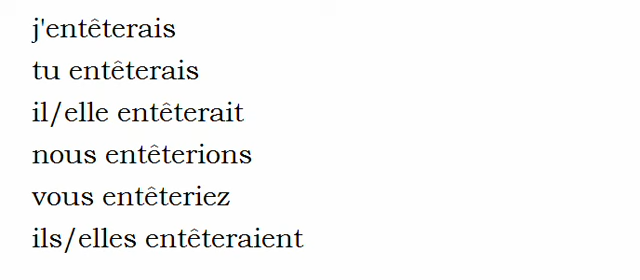 j'entêterais
tu entêterais
il/elle entêterait
nous entêterions
vous entêteriez
ils/elles entêteraient